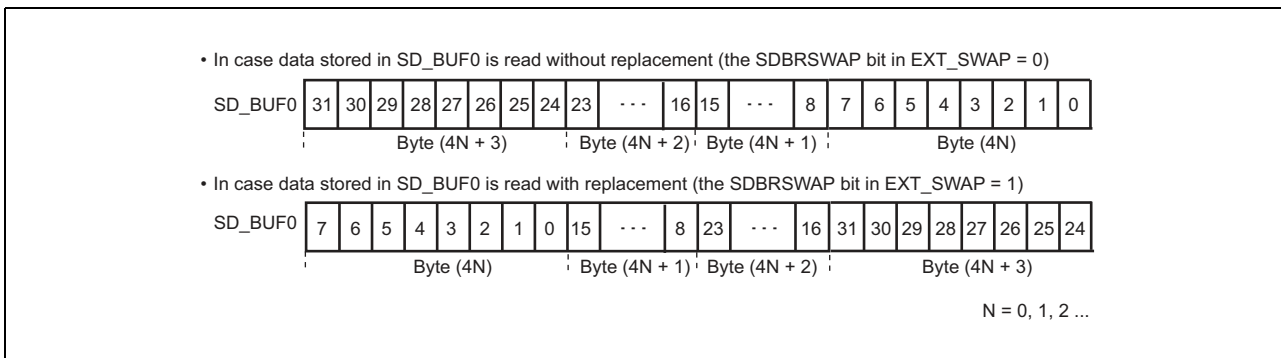 • In case data stored in SD_BUF0 is read without replacement (the SDBRSWAP bit in EXT_SWAP = 0)
SD_BUF0 31 30 29 28 27 26 25 24 23 - - - 16 15 - - - 8 7 6 5 4 3 2 1 0
Byte (4N + 3) Byte (4N + 2) Byte (4N + 1) Byte (4N)
• In case data stored in SD_BUF0 is read with replacement (the SDBRSWAP bit in EXT_SWAP = 1)
SD_BUF0 7 6 5 4 3 2 1 0 15 - - - 8 23 - - - 16 31 30 29 28 27 26 25 24
Byte (4N) Byte (4N + 1) Byte (4N + 2) Byte (4N + 3)
N = 0, 1, 2 ...